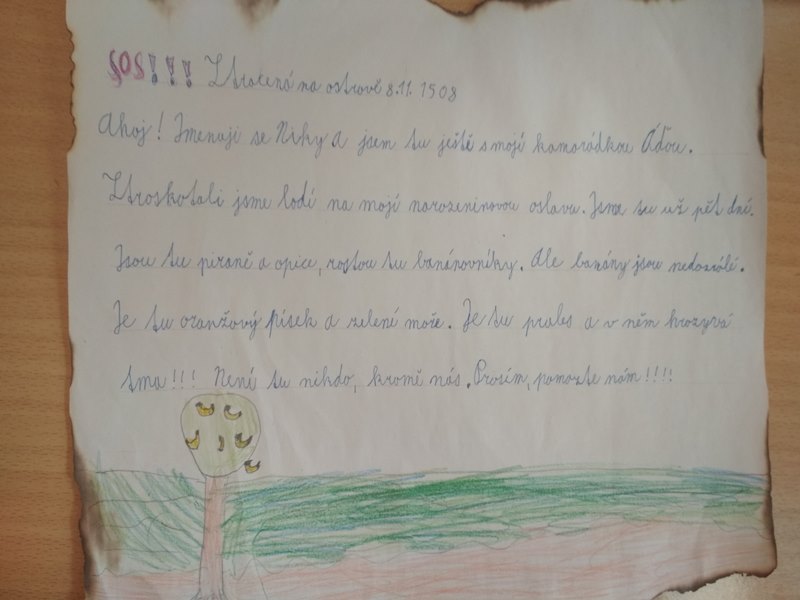 SOS!!! Ztracená na ostrově 8.11. 1508
Ahoj! Jmenuji se Niky a jsem tu ještě s mojí kamarádkou Áďou.
Ztroskotali jsme lodí na mojí narozeninovou oslavu. Jsme tu už pět dní.
Jsou tu piraně a opice, rostou tu banánovníky. Ale banány jsou nedozrálé.
Je tu oranžový písek a zelené moře. Je tu prales a v něm hrozivá
tma!!! Není tu nikdo, kromě nás. Prosím, pomozte nám!!!!